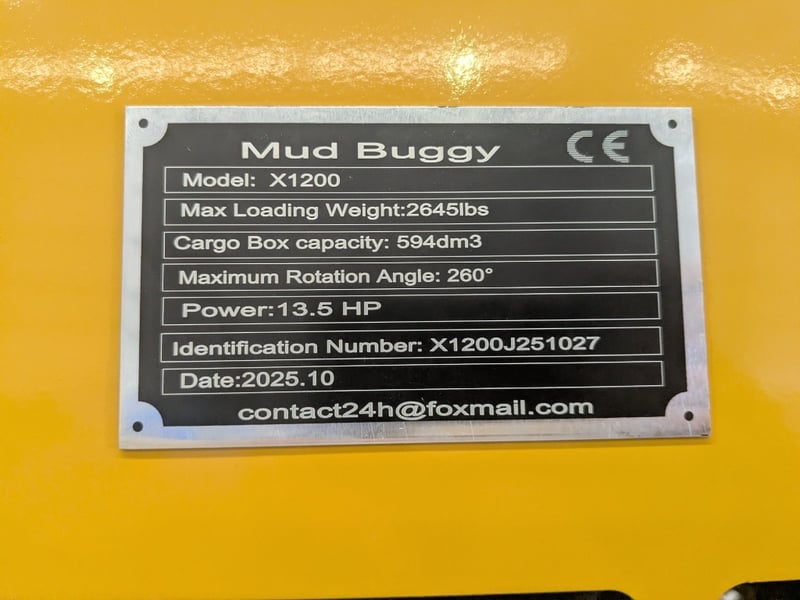 Mud Buggy CE
Model: X1200
Max Loading Weight:2645lbs
Cargo Box capacity: 594dm3
Maximum Rotation Angle: 260°
Power:13.5 HP
Identification Number: X1200J251027
Date:2025.10
contact24h@foxmail.com